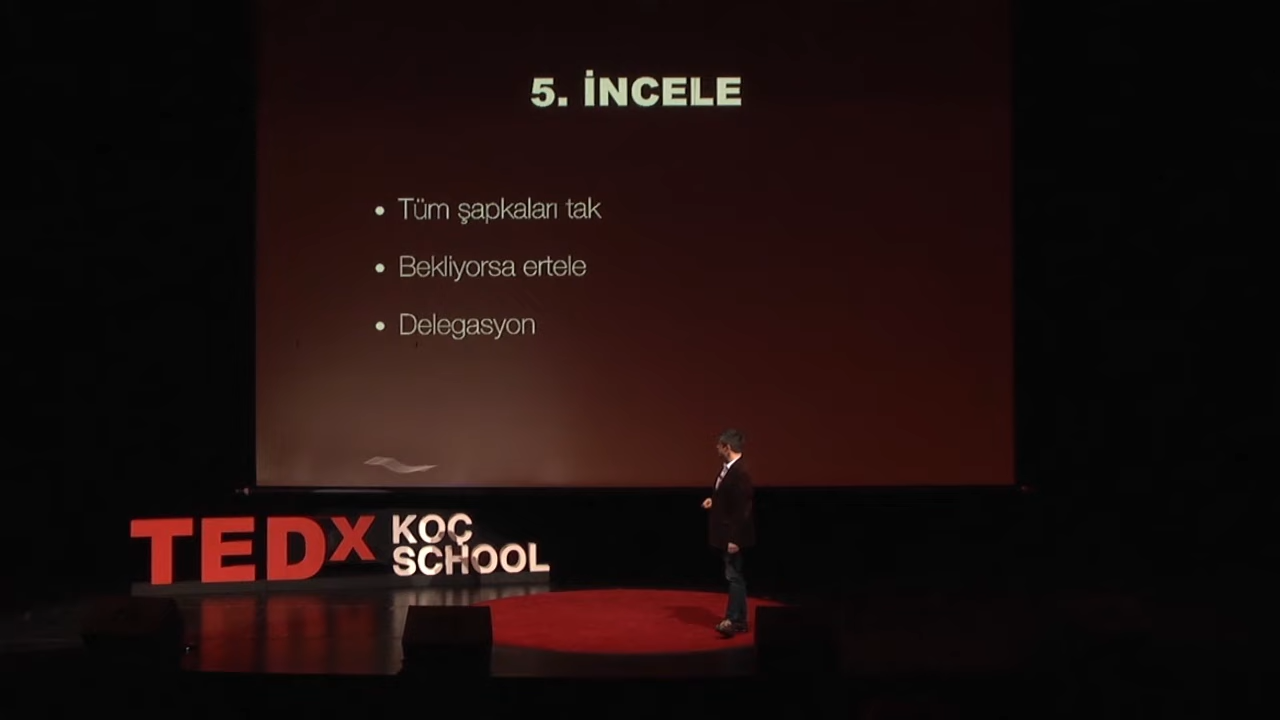 5. İNCELE
• Tüm şapkaları tak
• Bekliyorsa ertele
• Delegasyon
TEDx KOÇ
SCHOOL